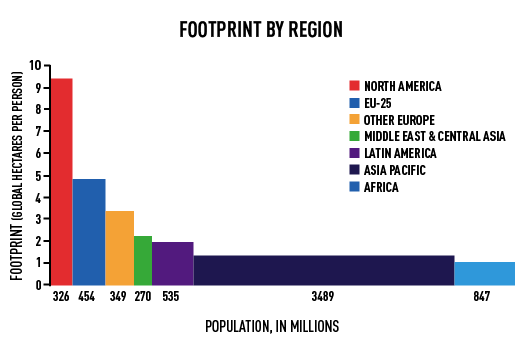 FOOTPRINT BY REGION
FOOTPRINT (GLOBAL HECTARES PER PERSON)
10
9
8
7
6
5
4
3
2
1
0
NORTH AMERICA
EU-25
OTHER EUROPE
MIDDLE EAST & CENTRAL ASIA
LATIN AMERICA
ASIA PACIFIC
AFRICA
326 454 349 270 535 3489 847
POPULATION, IN MILLIONS